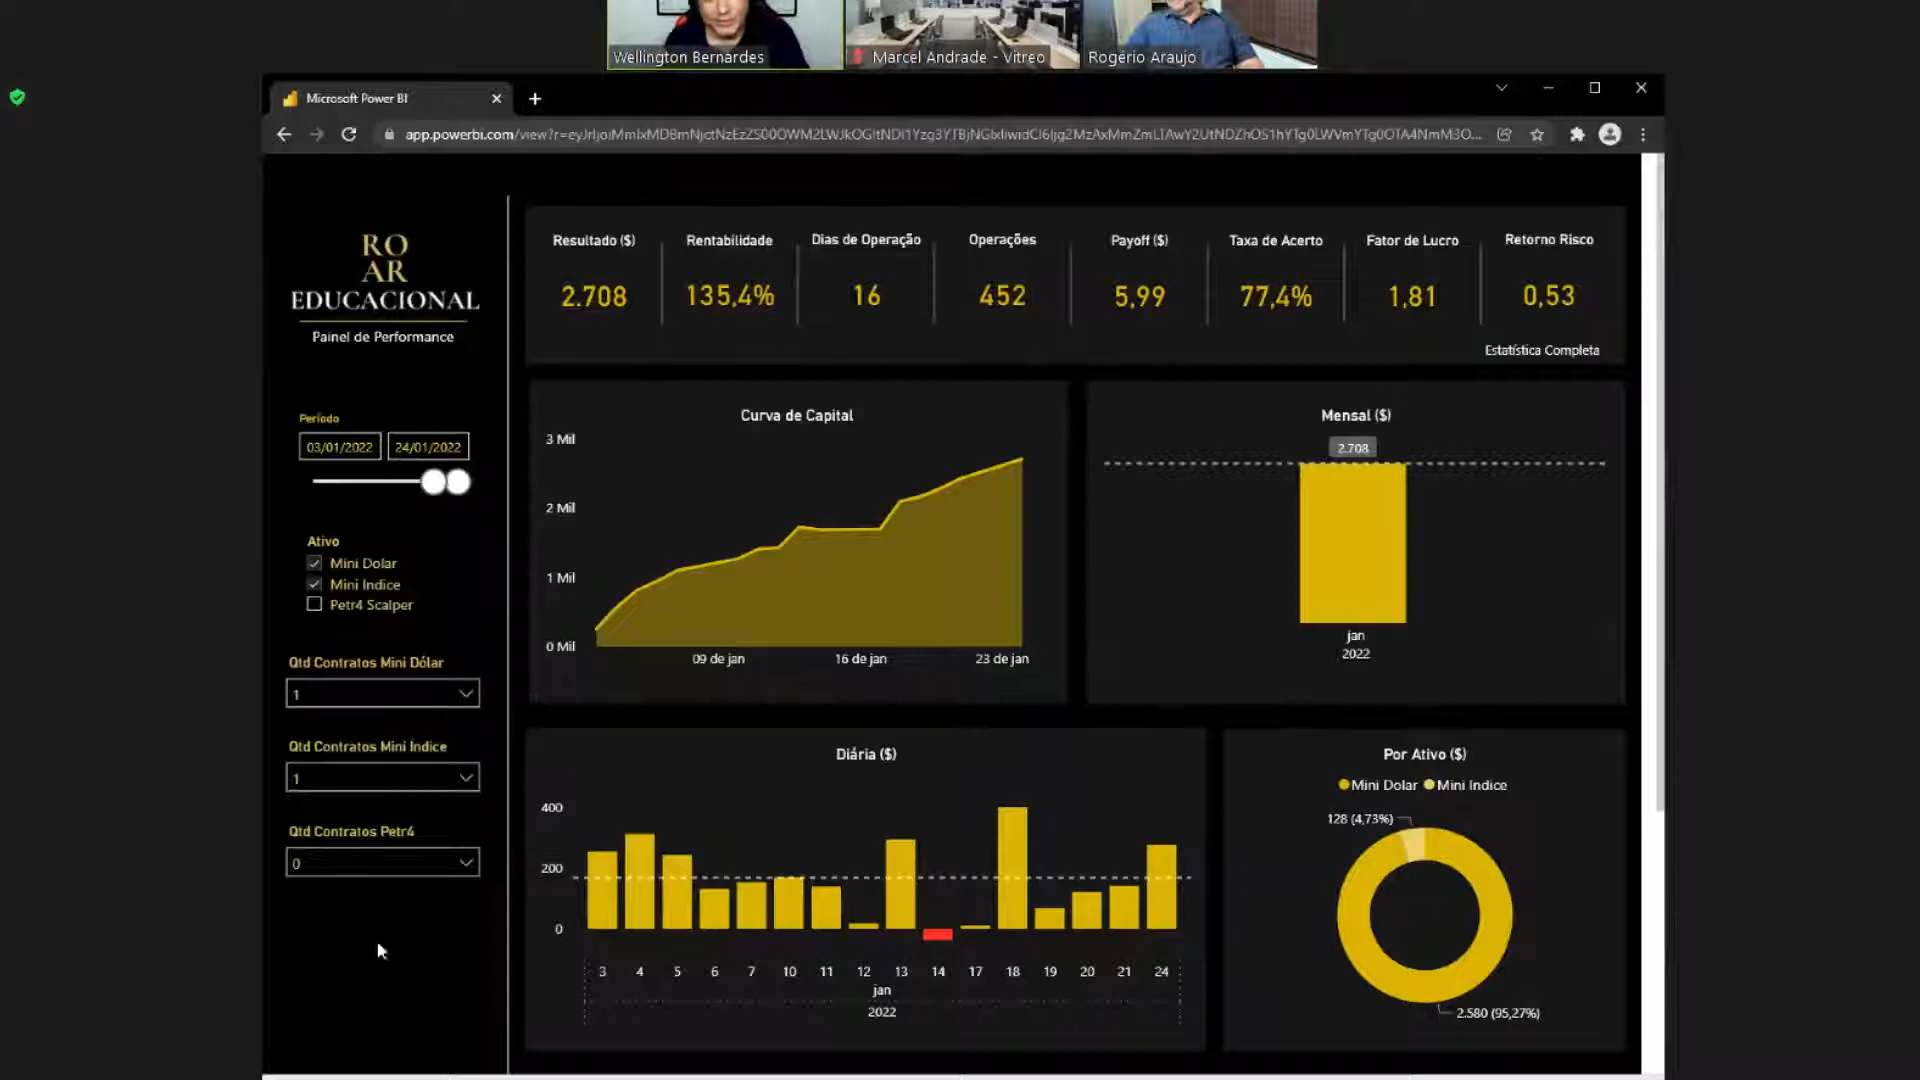 Wellington Bernardes
Marcel Andrade - Vitreo
Rogério Araujo
Microsoft Power BI
app.powerbi.com
RO
AR
EDUCACIONAL
Painel de Performance
Período
03/01/2022 24/01/2022
Ativo
Mini Dolar
Mini Indice
Petr4 Scalper
Qtd Contratos Mini Dólar
1
Qtd Contratos Mini Indice
1
Qtd Contratos Petr4
0
Resultado ($) Rentabilidade Dias de Operação Operações Payoff ($) Taxa de Acerto Fator de Lucro Retorno Risco
2.708 135,4% 16 452 5,99 77,4% 1,81 0,53
Estatística Completa
Curva de Capital
3 Mil
2 Mil
1 Mil
0 Mil
09 de jan 16 de jan 23 de jan
Mensal ($)
2.708
jan
2022
Diária ($)
400
200
0
3 4 5 6 7 10 11 12 13 14 17 18 19 20 21 24
jan
2022
Por Ativo ($)
Mini Dolar Mini Indice
128 (4,73%)
2.580 (95,27%)